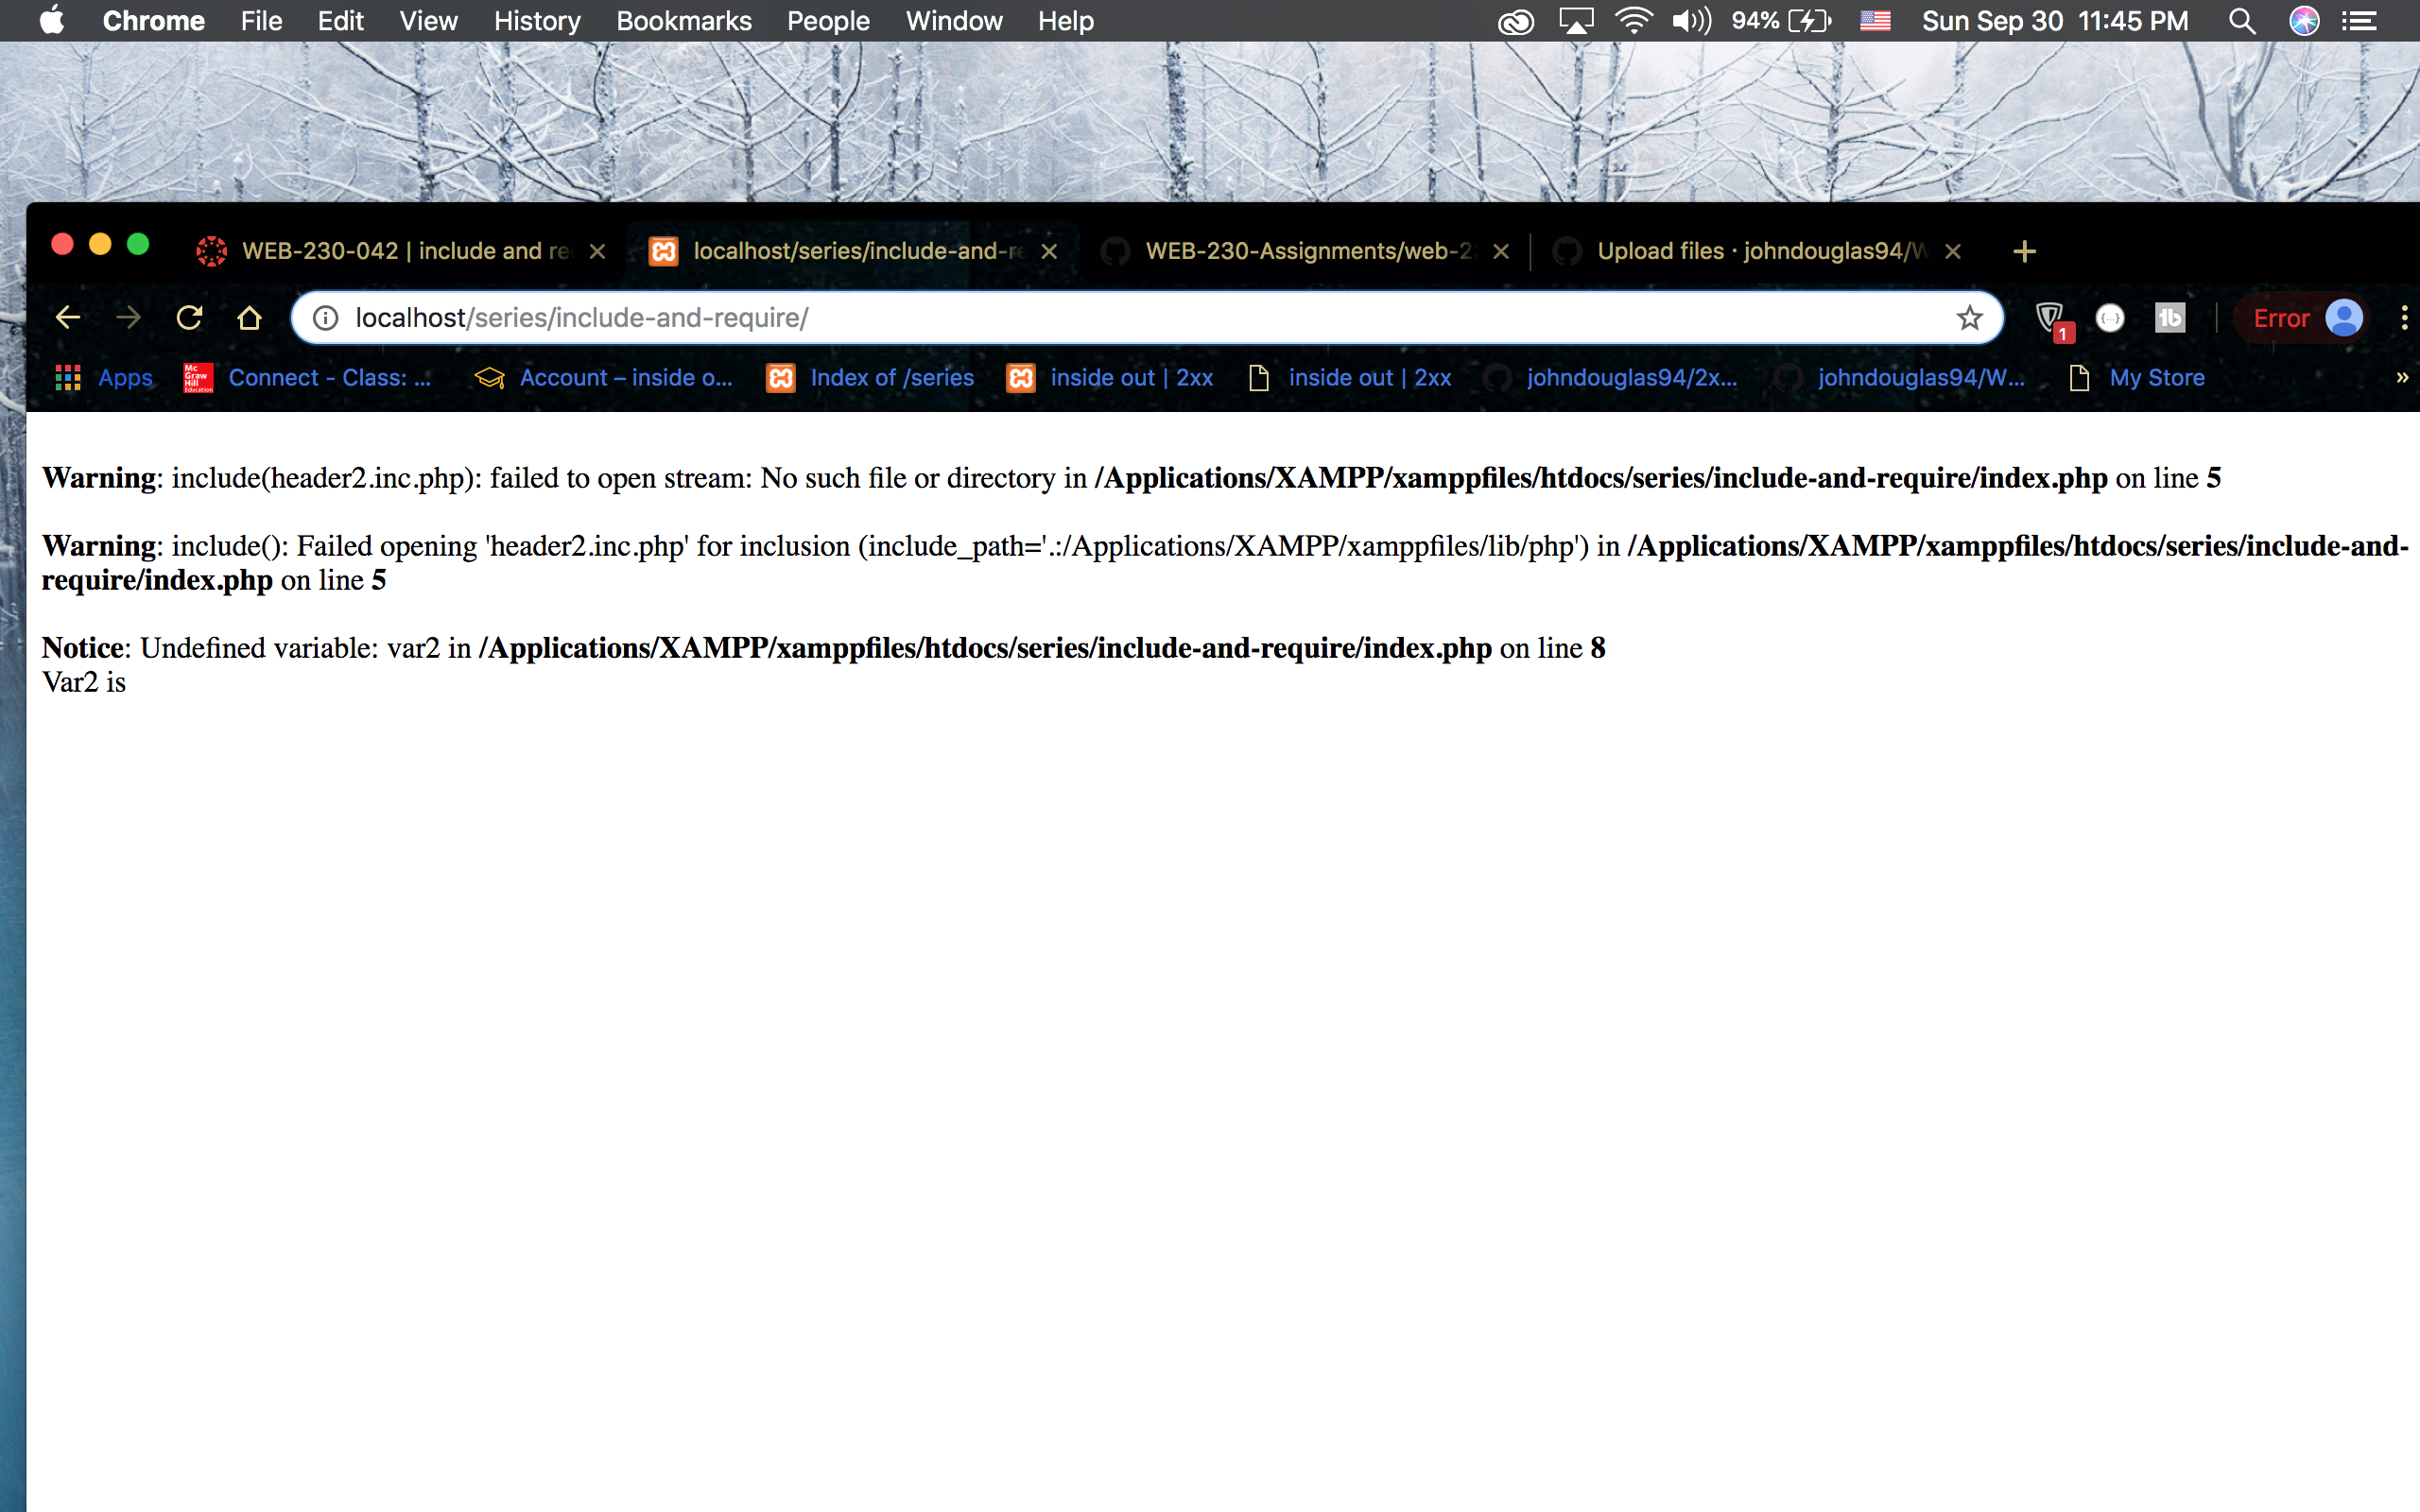 Chrome File Edit View History Bookmarks People Window Help 94% Sun Sep 30 11:45 PM
WEB-230-042 | include and re localhost/series/include-and-r WEB-230-Assignments/web-2 Upload files · johndouglas94/W
localhost/series/include-and-require/ 1 {...} tb Error
Apps Mc Graw Hill Education Connect - Class: ... Account – inside o... Index of /series inside out | 2xx inside out | 2xx johndouglas94/2x... johndouglas94/W... My Store »
Warning: include(header2.inc.php): failed to open stream: No such file or directory in /Applications/XAMPP/xamppfiles/htdocs/series/include-and-require/index.php on line 5
Warning: include(): Failed opening 'header2.inc.php' for inclusion (include_path='.:/Applications/XAMPP/xamppfiles/lib/php') in /Applications/XAMPP/xamppfiles/htdocs/series/include-and-
require/index.php on line 5
Notice: Undefined variable: var2 in /Applications/XAMPP/xamppfiles/htdocs/series/include-and-require/index.php on line 8
Var2 is